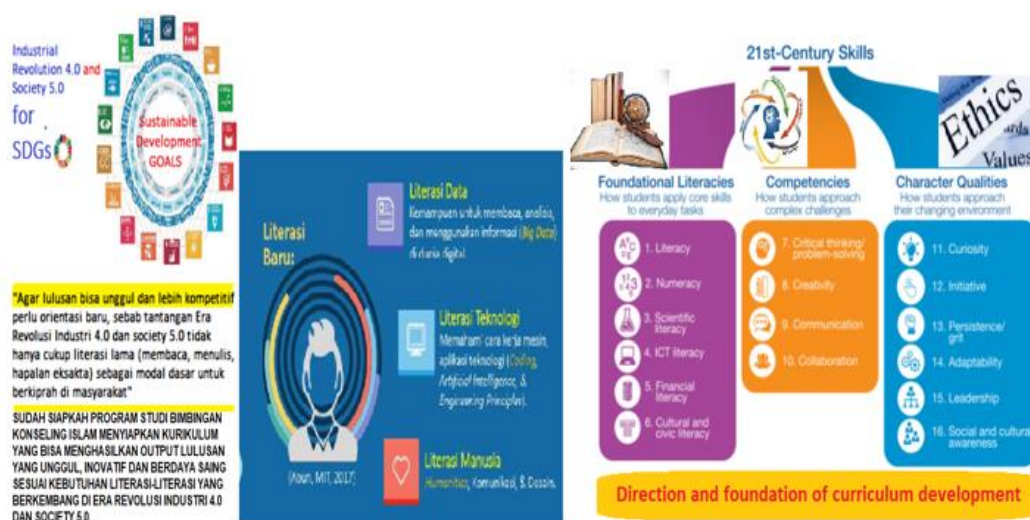 Industrial
Revolution 4.0 and
Society 5.0
for
SDGs
Sustainable
Development
GOALS
"Agar lulusan bisa unggul dan lebih kompetitif
perlu orientasi baru, sebab tantangan Era
Revolusi Industri 4.0 dan society 5.0 tidak
hanya cukup literasi lama (membaca, menulis,
hapalan eksakta) sebagai modal dasar untuk
berkiprah di masyarakat"
SUDAH SIAPKAH PROGRAM STUDI BIMBINGAN
KONSELING ISLAM MENYIAPKAN KURIKULUM
YANG BISA MENGHASILKAN OUTPUT LULUSAN
YANG UNGGUL, INOVATIF DAN BERDAYA SAING
SESUAI KEBUTUHAN LITERASI-LITERASI YANG
BERKEMBANG DI ERA REVOLUSI INDUSTRI 4.0
DAN SOCIETY 5.0
Literasi
Baru:
(Aoun, MIT, 2017)
Literasi Data
Kemampuan untuk membaca, analisis,
dan menggunakan informasi (Big Data)
di dunia digital.
Literasi Teknologi
Memahami cara kerja mesin,
aplikasi teknologi (Coding,
Artificial Intelligence, &
Engineering Principles).
Literasi Manusia
Humanities, Komunikasi, & Desain.
21st-Century Skills
Ethics
Values
Foundational Literacies
How students apply core skills
to everyday tasks
1. Literacy
2. Numeracy
3. Scientific
literacy
4. ICT literacy
5. Financial
literacy
6. Cultural and
civic literacy
Competencies
How students approach
complex challenges
7. Critical thinking/
problem-solving
8. Creativity
9. Communication
10. Collaboration
Character Qualities
How students approach
their changing environment
11. Curiosity
12. Initiative
13. Persistence/
grit
14. Adaptability
15. Leadership
16. Social and cultural
awareness
Direction and foundation of curriculum development